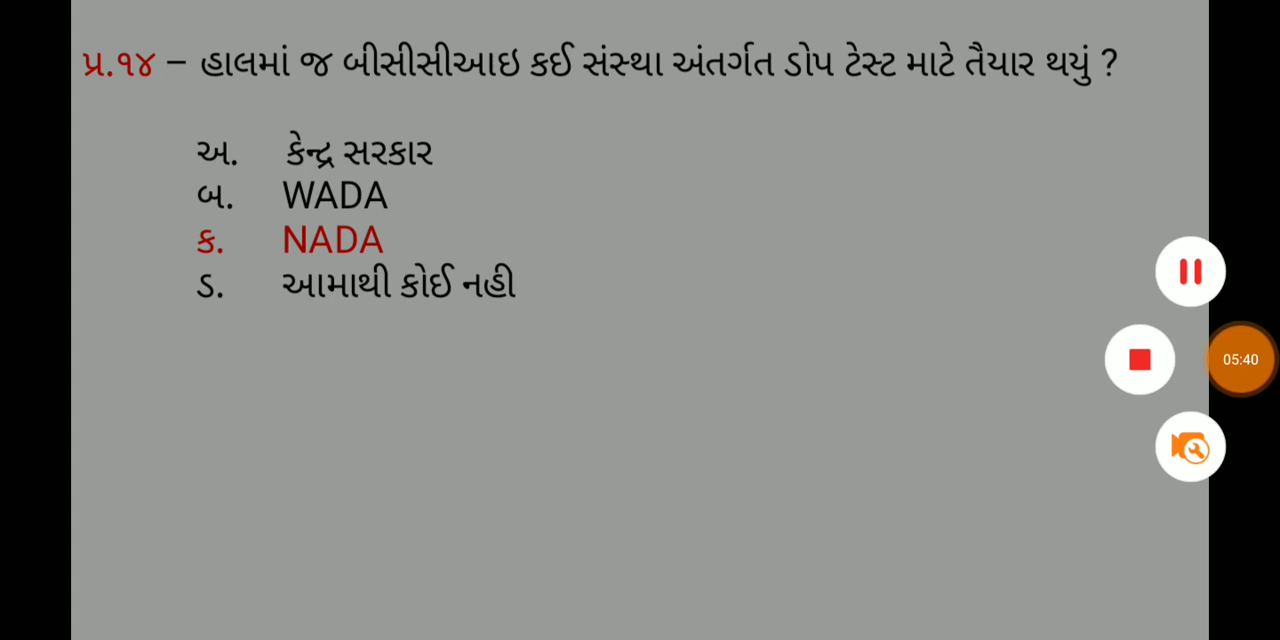 પ્ર.૧૪ – હાલમાં જ બીસીસીઆઇ કઈ સંસ્થા અંતર્ગત ડોપ ટેસ્ટ માટે તૈયાર થયું ?
અ. કેન્દ્ર સરકાર
બ. WADA
ક. NADA
ડ. આમાથી કોઈ નહી
05:40